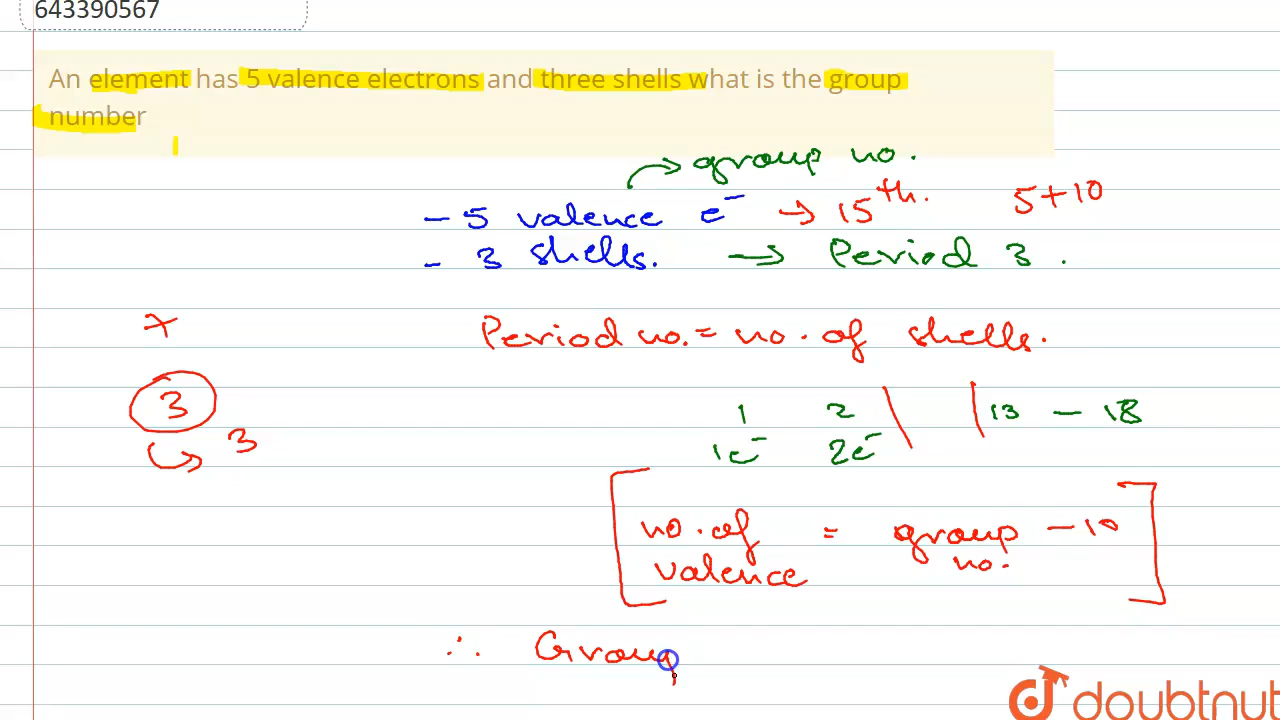 643390567
An element has 5 valence electrons and three shells what is the group
number
group no.
- 5 valence e⁻ → 15th. 5+10
- 3 shells. → Period 3.
x
Period no. = no. of shells.
3
3
1 2 13 - 18
1e⁻ 2e⁻
no. of = group - 10
valence no.
∴ Group
doubtnut